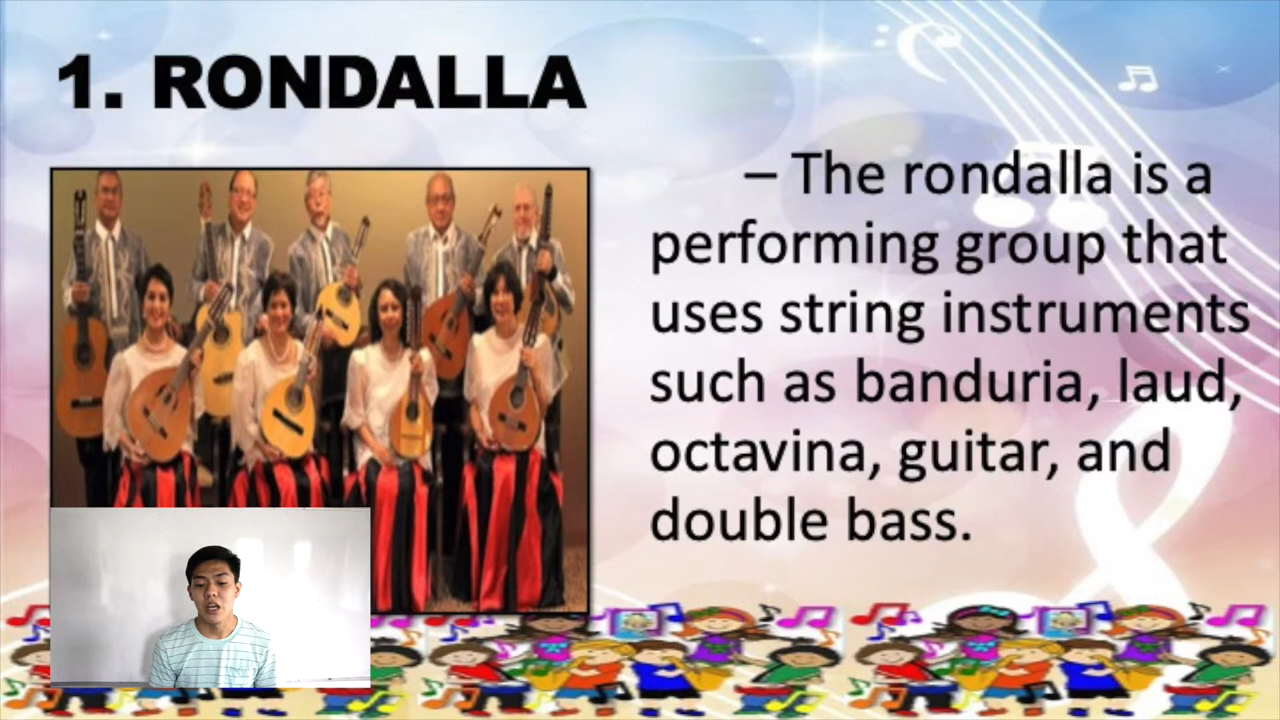 1. RONDALLA
– The rondalla is a
performing group that
uses string instruments
such as banduria, laud,
octavina, guitar, and
double bass.